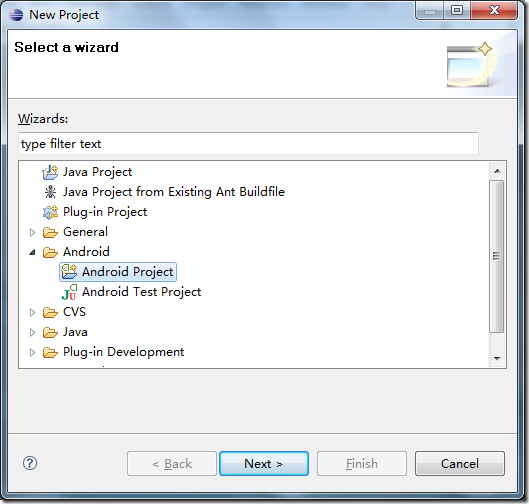 New Project
Select a wizard
Wizards:
type filter text
Java Project
Java Project from Existing Ant Buildfile
Plug-in Project
General
Android
Android Project
Android Test Project
CVS
Java
Plug-in Development
< Back Next > Finish Cancel